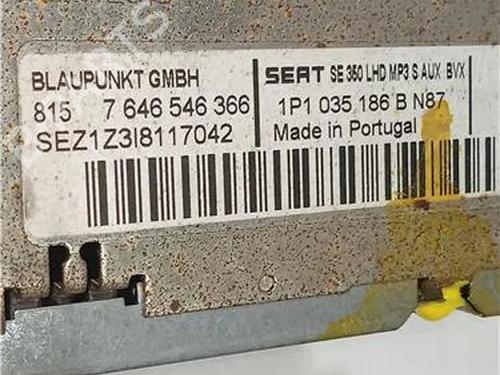 BLAUPUNKT GMBH
815 7 646 546 366
SEZ1Z3I8117042
SEAT SE 350 LHD MP3 S AUX BVX
1P1 035 186 B N87
Made in Portugal